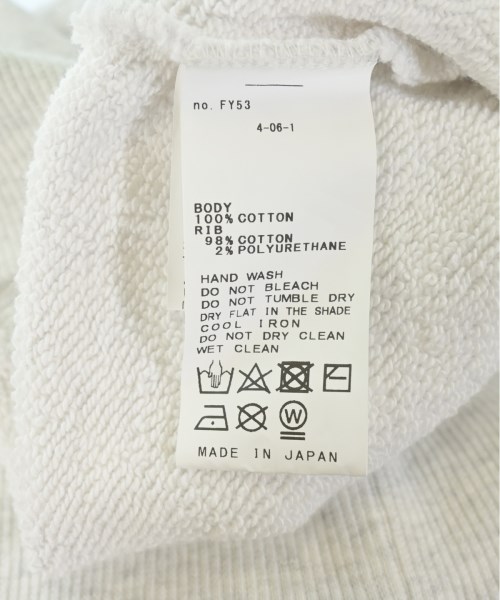 no. FY53
4-06-1
BODY
100% COTTON
RIB
98% COTTON
2% POLYURETHANE
HAND WASH
DO NOT BLEACH
DO NOT TUMBLE DRY
DRY FLAT IN THE SHADE
COOL IRON
DO NOT DRY CLEAN
WET CLEAN
W
MADE IN JAPAN